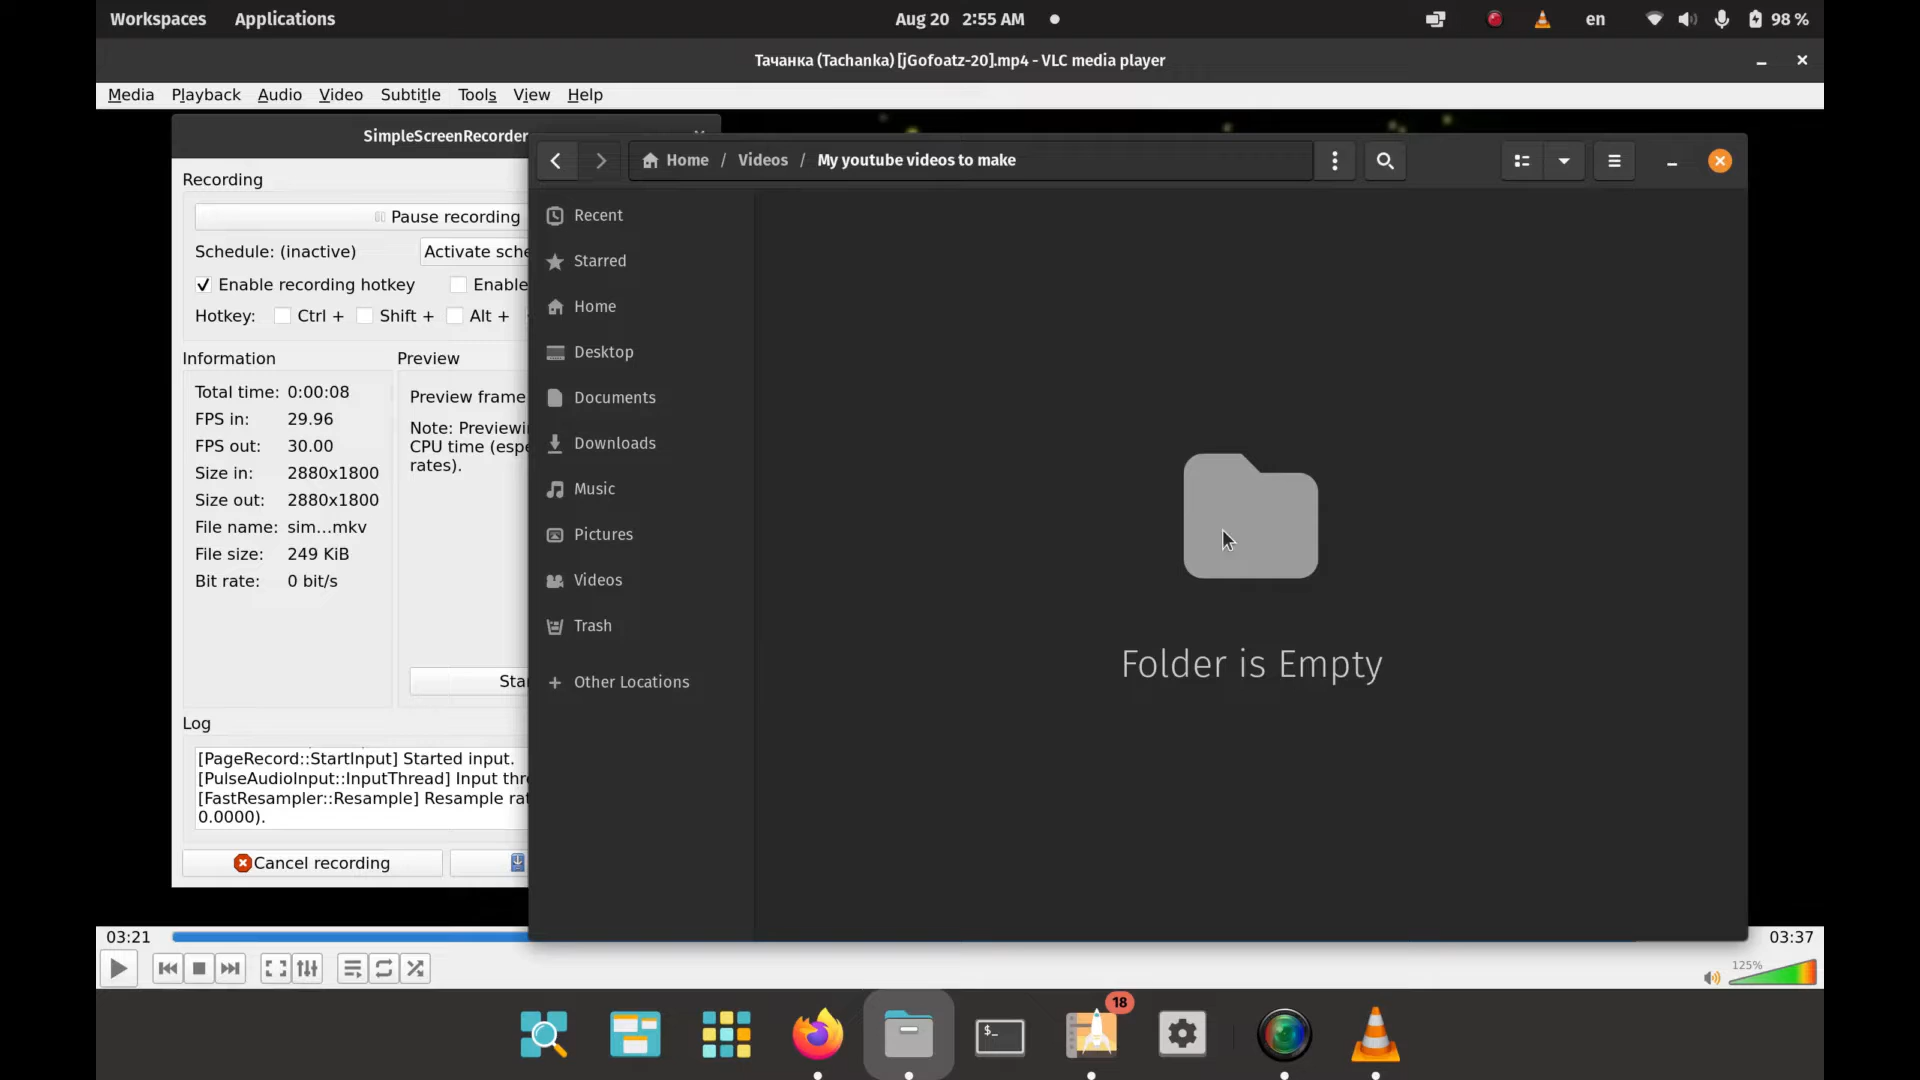 Workspaces Applications Aug 20 2:55 AM en 98 %
Тачанка (Tachanka) [jGofoatz-20].mp4 - VLC media player
Media Playback Audio Video Subtitle Tools View Help
SimpleScreenRecorder
Recording
Pause recording
Schedule: (inactive) Activate sche
Enable recording hotkey Enable
Hotkey: Ctrl + Shift + Alt +
Information Preview
Total time: 0:00:08
FPS in: 29.96
FPS out: 30.00
Size in: 2880x1800
Size out: 2880x1800
File name: sim...mkv
File size: 249 KiB
Bit rate: 0 bit/s
Preview frame
Note: Previewin
CPU time (espe
rates).
Star
Log
[PageRecord::StartInput] Started input.
[PulseAudioInput::InputThread] Input thre
[FastResampler::Resample] Resample rat
0.0000).
Cancel recording
Home / Videos / My youtube videos to make
Recent
Starred
Home
Desktop
Documents
Downloads
Music
Pictures
Videos
Trash
Other Locations
Folder is Empty
03:21 03:37
125%
18
$_